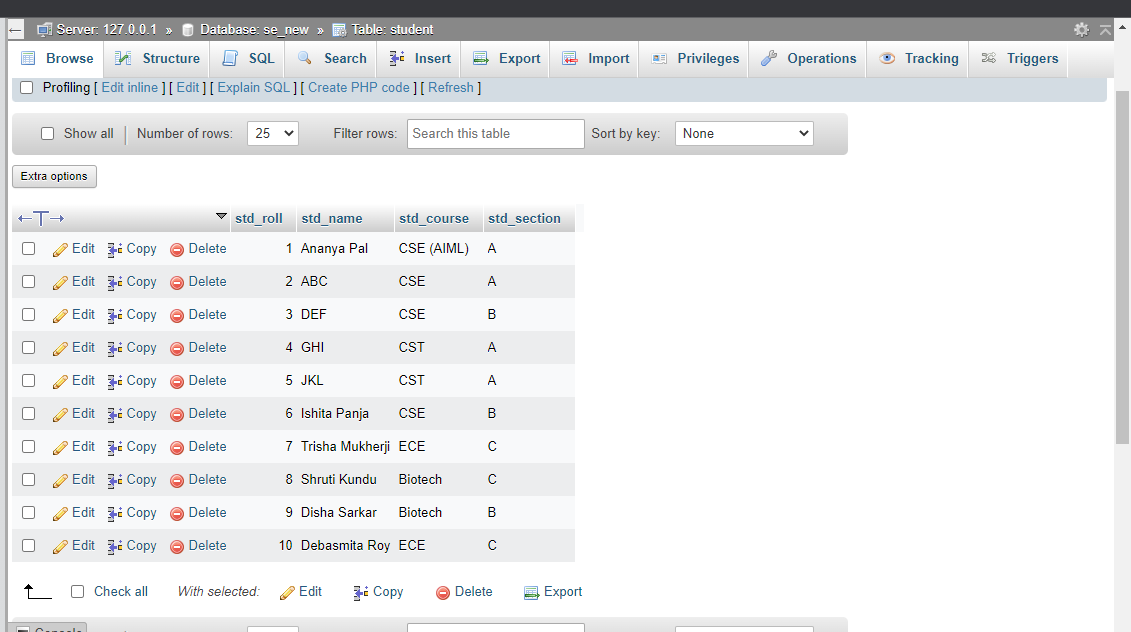 Server: 127.0.0.1 » Database: se_new » Table: student
Browse Structure SQL Search Insert Export Import Privileges Operations Tracking Triggers
Profiling [ Edit inline ] [ Edit ] [ Explain SQL ] [ Create PHP code ] [ Refresh ]
Show all Number of rows: 25 Filter rows: Search this table Sort by key: None
Extra options
←T→ std_roll std_name std_course std_section
Edit Copy Delete 1 Ananya Pal CSE (AIML) A
Edit Copy Delete 2 ABC CSE A
Edit Copy Delete 3 DEF CSE B
Edit Copy Delete 4 GHI CST A
Edit Copy Delete 5 JKL CST A
Edit Copy Delete 6 Ishita Panja CSE B
Edit Copy Delete 7 Trisha Mukherji ECE C
Edit Copy Delete 8 Shruti Kundu Biotech C
Edit Copy Delete 9 Disha Sarkar Biotech B
Edit Copy Delete 10 Debasmita Roy ECE C
Check all With selected: Edit Copy Delete Export
Console